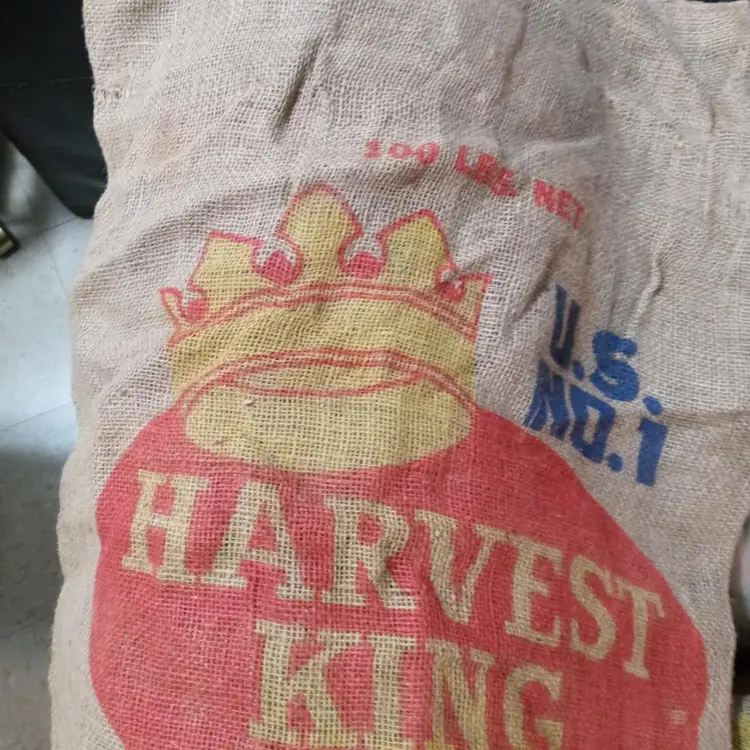 100 LBS. NET
U.S.
NO.1
HARVEST
KING